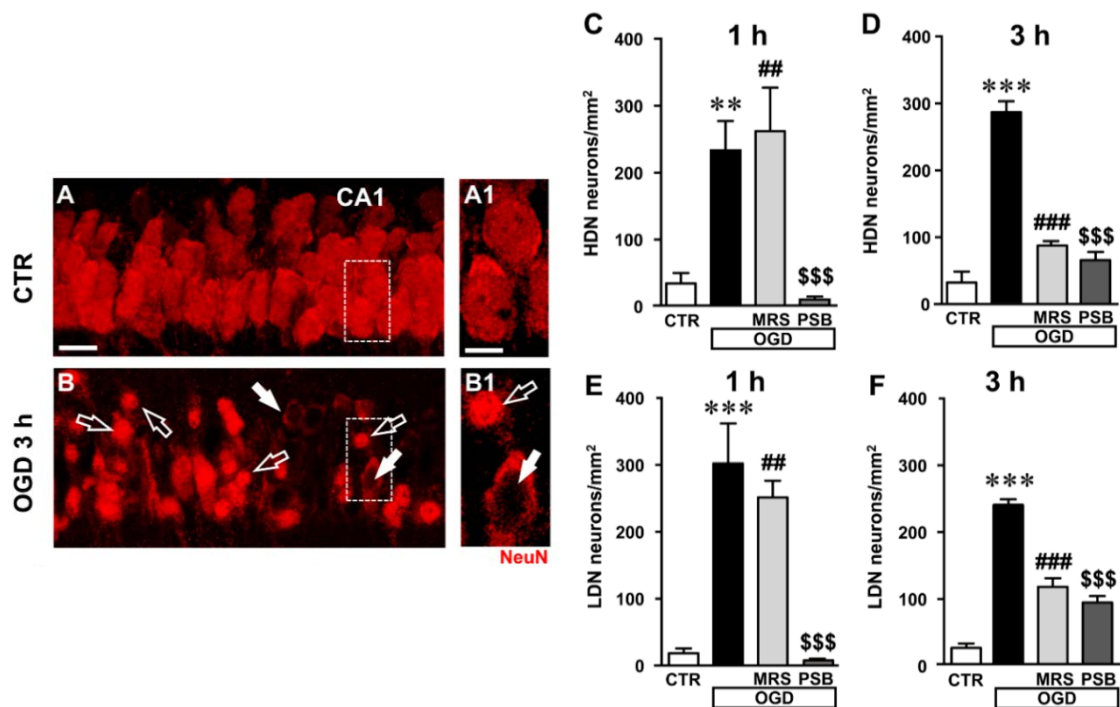 A
CA1
A1
CTR
B
B1
OGD 3 h
NeuN
C
1 h
HDN neurons/mm²
400
300
200
100
0
**
##
$$$
CTR
MRS PSB
OGD
D
3 h
HDN neurons/mm²
400
300
200
100
0
***
###
$$$
CTR
MRS PSB
OGD
E
1 h
LDN neurons/mm²
400
300
200
100
0
***
##
$$$
CTR
MRS PSB
OGD
F
3 h
LDN neurons/mm²
400
300
200
100
0
***
###
$$$
CTR
MRS PSB
OGD